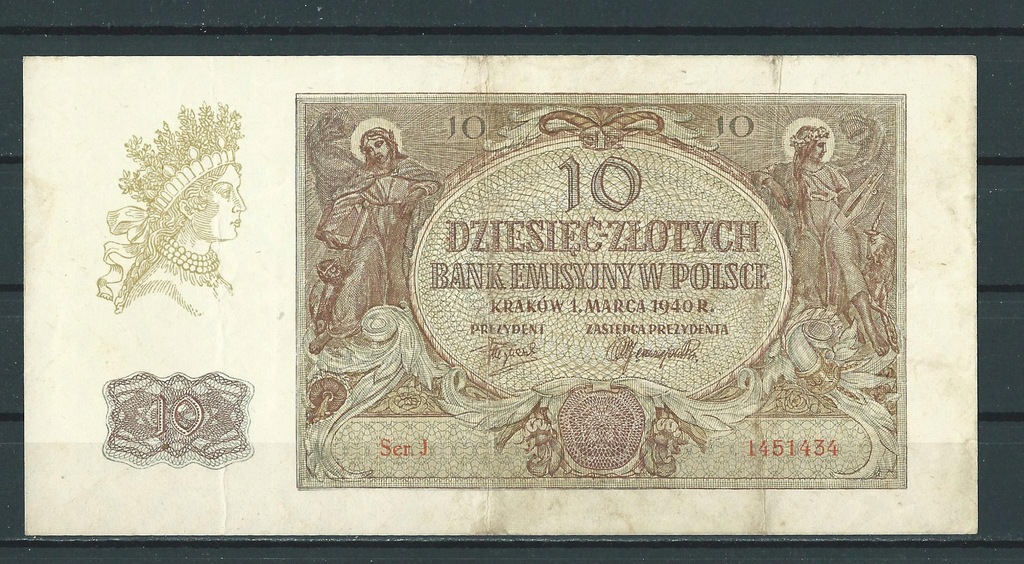 10 10
10
DZIESIĘĆ-ZŁOTYCH
BANK EMISYJNY W POLSCE
KRAKÓW 1. MARCA 1940 R.
PREZYDENT ZASTĘPCA PREZYDENTA
10
Ser. J 1451434